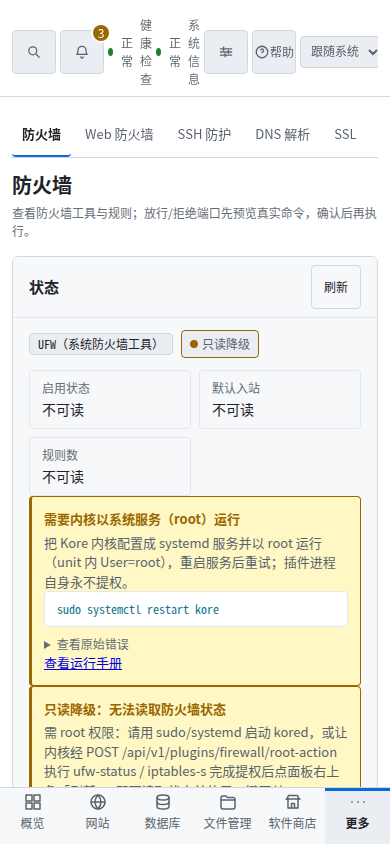 3
正常
健康检查
正常
系统信息
帮助
跟随系统
防火墙
Web 防火墙
SSH 防护
DNS 解析
SSL
防火墙
查看防火墙工具与规则；放行/拒绝端口先预览真实命令，确认后再执
行。
状态
刷新
UFW（系统防火墙工具）
只读降级
启用状态
不可读
默认入站
不可读
规则数
不可读
需要内核以系统服务（root）运行
把 Kore 内核配置成 systemd 服务并以 root 运行
（unit 内 User=root），重启服务后重试；插件进程
自身永不提权。
sudo systemctl restart kore
查看原始错误
查看运行手册
只读降级：无法读取防火墙状态
需 root 权限：请用 sudo/systemd 启动 kored，或让
内核经 POST /api/v1/plugins/firewall/root-action
执行 ufw-status / iptables-s 完成提权后点面板右上
概览
网站
数据库
文件管理
软件商店
更多